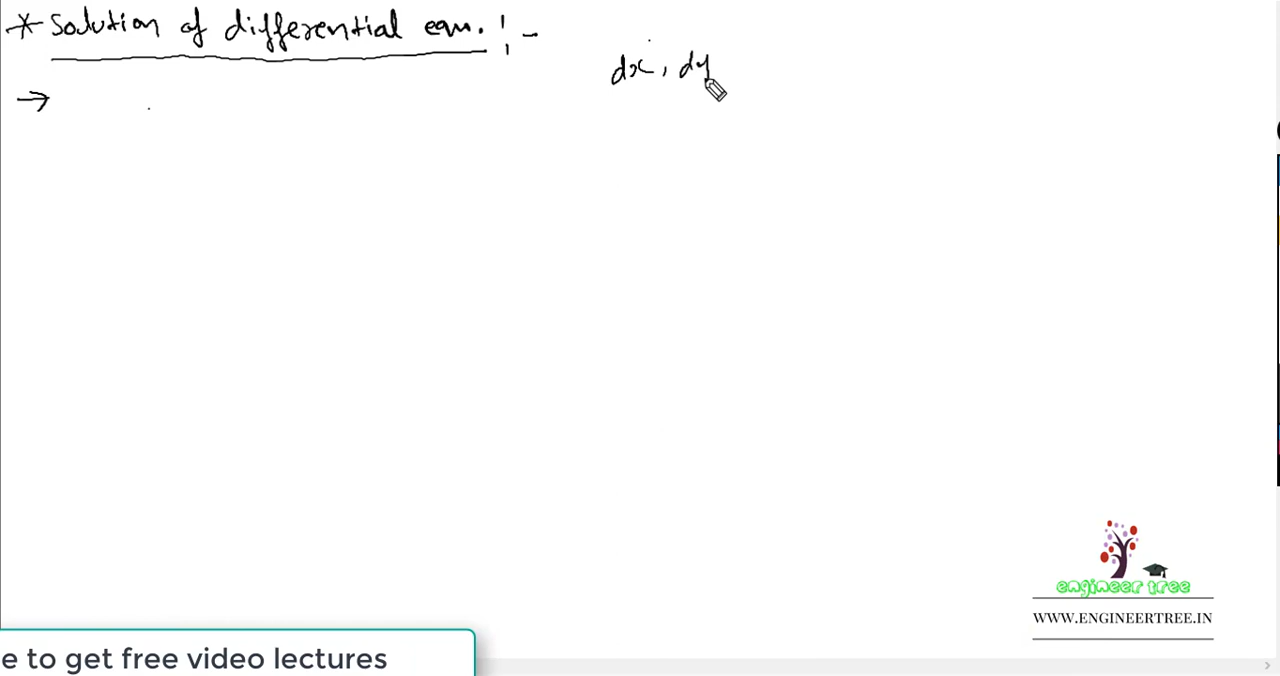 * Solution of differential eqn. :-
dx, dy
→
engineer tree
WWW.ENGINEERTREE.IN
e to get free video lectures